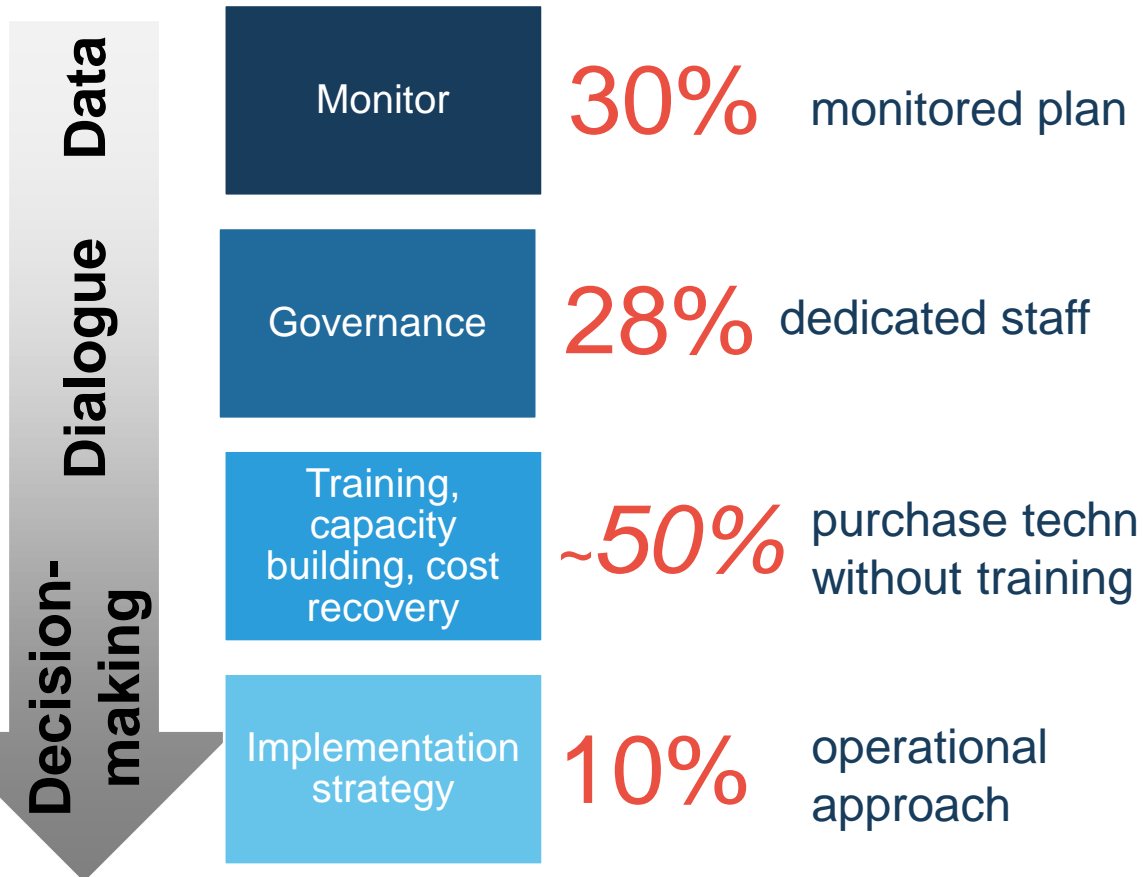 Data
Dialogue
Decision-
making
Monitor
30%
monitored plan
Governance
28%
dedicated staff
Training,
capacity
building, cost
recovery
~50%
purchase techn
without training
Implementation
strategy
10%
operational
approach